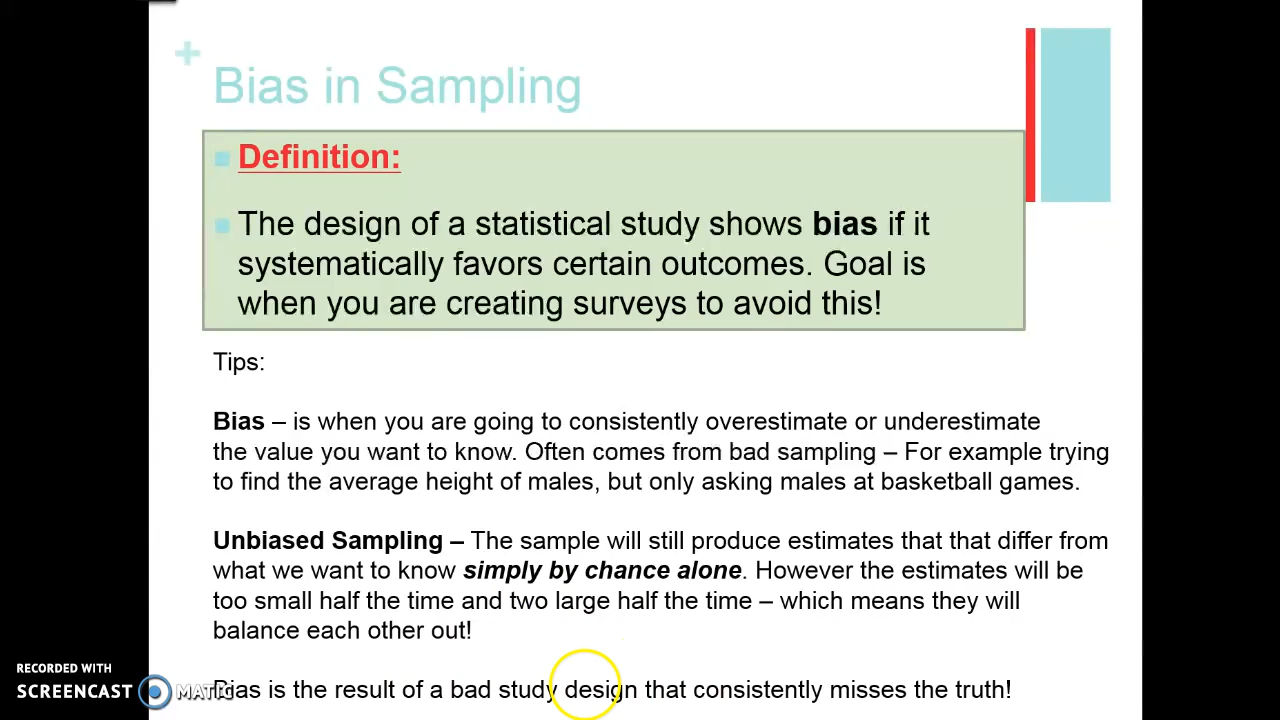 +
Bias in Sampling
Definition:
The design of a statistical study shows bias if it
systematically favors certain outcomes. Goal is
when you are creating surveys to avoid this!
Tips:
Bias – is when you are going to consistently overestimate or underestimate
the value you want to know. Often comes from bad sampling – For example trying
to find the average height of males, but only asking males at basketball games.
Unbiased Sampling – The sample will still produce estimates that that differ from
what we want to know simply by chance alone. However the estimates will be
too small half the time and two large half the time – which means they will
balance each other out!
Bias is the result of a bad study design that consistently misses the truth!
RECORDED WITH
SCREENCAST MATIC